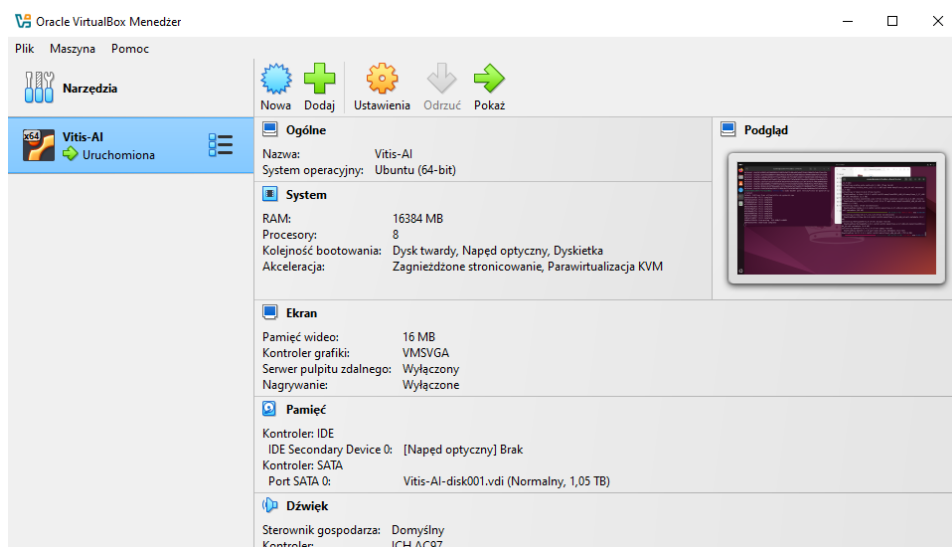 Oracle VirtualBox Menedżer
Plik Maszyna Pomoc
Narzędzia
Nowa Dodaj Ustawienia Odrzuć Pokaż
x64
Vitis-AI
Uruchomiona
Ogólne
Nazwa: Vitis-AI
System operacyjny: Ubuntu (64-bit)
System
RAM: 16384 MB
Procesory: 8
Kolejność bootowania: Dysk twardy, Napęd optyczny, Dyskietka
Akceleracja: Zagnieżdżone stronicowanie, Parawirtualizacja KVM
Podgląd
Ekran
Pamięć wideo: 16 MB
Kontroler grafiki: VMSVGA
Serwer pulpitu zdalnego: Wyłączony
Nagrywanie: Wyłączone
Pamięć
Kontroler: IDE
IDE Secondary Device 0: [Napęd optyczny] Brak
Kontroler: SATA
Port SATA 0: Vitis-AI-disk001.vdi (Normalny, 1,05 TB)
Dźwięk
Sterownik gospodarza: Domyślny
Kontroler: ICH AC97